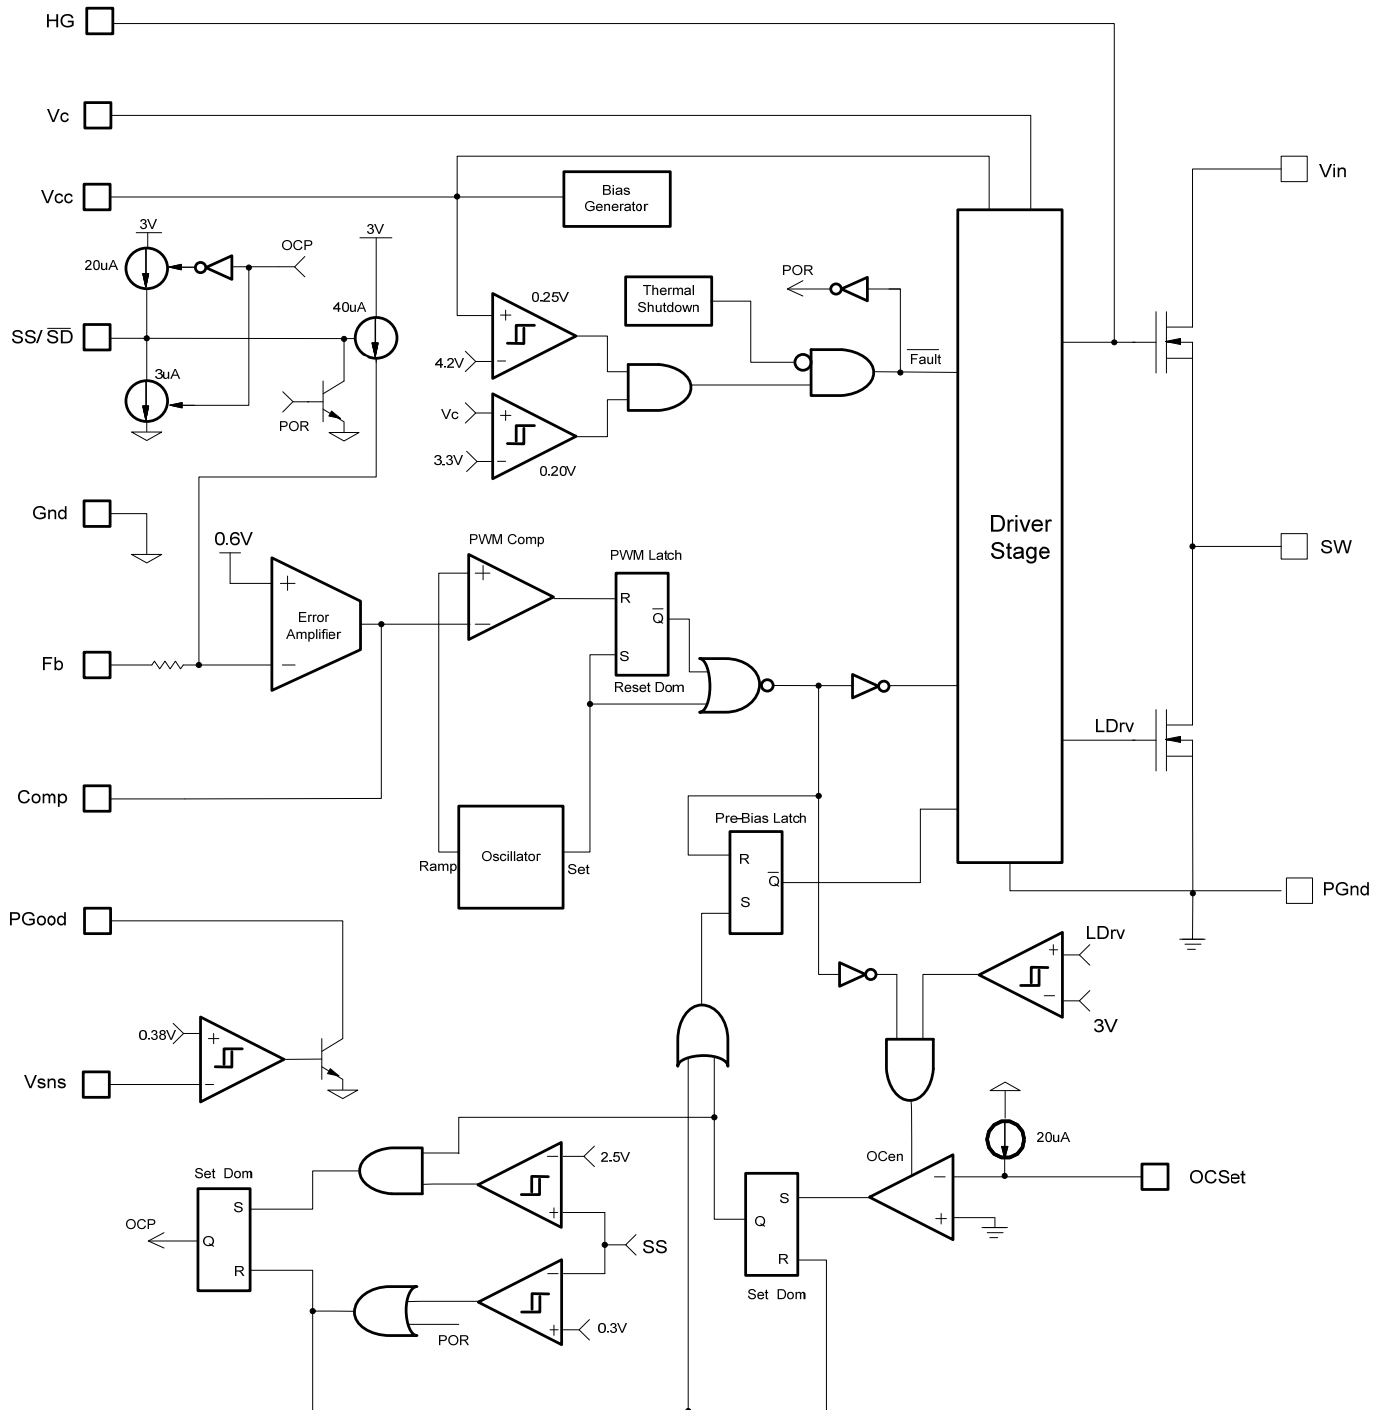 HG
Vc
Vcc
Bias
Generator
Vin
3V
20uA
OCP
3V
40uA
SS/SD
3uA
POR
0.25V
4.2V
Vc
3.3V
0.20V
Thermal
Shutdown
POR
Fault
Driver
Stage
SW
Gnd
0.6V
Error
Amplifier
Fb
PWM Comp
PWM Latch
R
Q
S
Reset Dom
LDrv
Comp
Ramp
Oscillator
Set
Pre-Bias Latch
R
Q
S
PGnd
PGood
LDrv
3V
0.38V
Vsns
20uA
OCen
OCSet
2.5V
Set Dom
S
Q
R
OCP
SS
S
Q
R
Set Dom
0.3V
POR